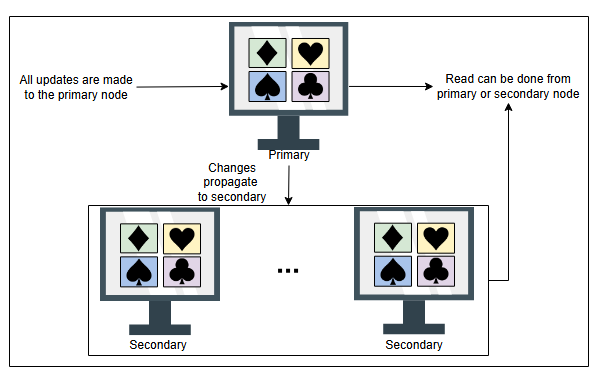 All updates are made
to the primary node
Read can be done from
primary or secondary node
Primary
Changes
propagate
to secondary
...
Secondary
Secondary